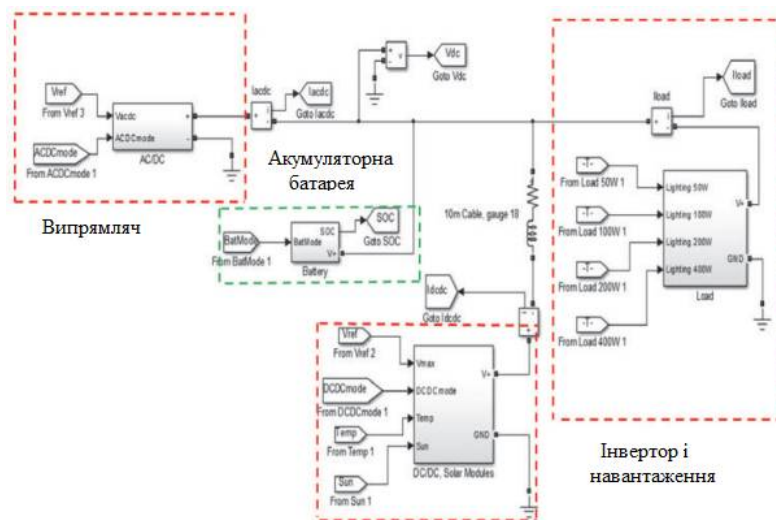 Vref
From Vref 3
Vacdc
ACDCmode
ACDCmode
From ACDCmode 1
+
-
AC/DC
Випрямляч
Iacdc
+
i
-
Iacdc
Goto Iacdc
+
-
v
Vdc
Goto Vdc
Акумуляторна
батарея
BatMode
From BatMode 1
BatMode
SOC
V+
Battery
SOC
Goto SOC
10m Cable, gauge 18
Idcdc
Goto Idcdc
i
-
+
Vref
From Vref 2
DCDCmode
From DCDCmode 1
Temp
From Temp 1
Sun
From Sun 1
Vmax
DCDCmode
Temp
Sun
V+
GND
DC/DC, Solar Modules
Iload
+
i
-
Iload
Goto Iload
-T-
From Load 50W 1
-T-
From Load 100W 1
-T-
From Load 200W 1
-T-
From Load 400W 1
Lighting 50W
Lighting 100W
Lighting 200W
Lighting 400W
V+
GND
Load
Інвертор і
навантаження